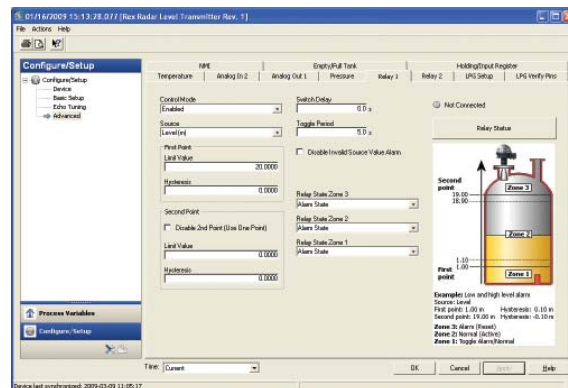 01/16/2009 15:13:28.077 [Rex Radar Level Transmitter Rev. 1]
File Actions Help
Configure/Setup
Configure/Setup
Device
Basic Setup
Echo Tuning
Advanced
Process Variables
Configure/Setup
NME Empty/Full Tank Holding/Input Register
Temperature Analog In 2 Analog Out 1 Pressure Relay 1 Relay 2 LPG Setup LPG Verify Pins
Control Mode
Enabled
Source
Level (m)
First Point
Limit Value
20.0000
Hysteresis
0.0000
Second Point
Disable 2nd Point (Use One Point)
Limit Value
0.0000
Hysteresis
0.0000
Switch Delay
0.0 s
Toggle Period
5.0 s
Disable Invalid Source Value Alarm
Relay State Zone 3
Alarm State
Relay State Zone 2
Alarm State
Relay State Zone 1
Alarm State
Not Connected
Relay Status
Second point
19.00
18.90
Zone 3
Zone 2
1.10
First point
1.00
Zone 1
Example: Low and high level alarm
Source: Level
First point: 1.00 m Hysteresis: 0.10 m
Second point: 19.00 m Hysteresis: -0.10 m
Zone 3: Alarm (Reset)
Zone 2: Normal (Active)
Zone 1: Toggle Alarm/Normal
Time: Current
OK Cancel Apply Help
Device last synchronized: 2009-03-09 11:05:17